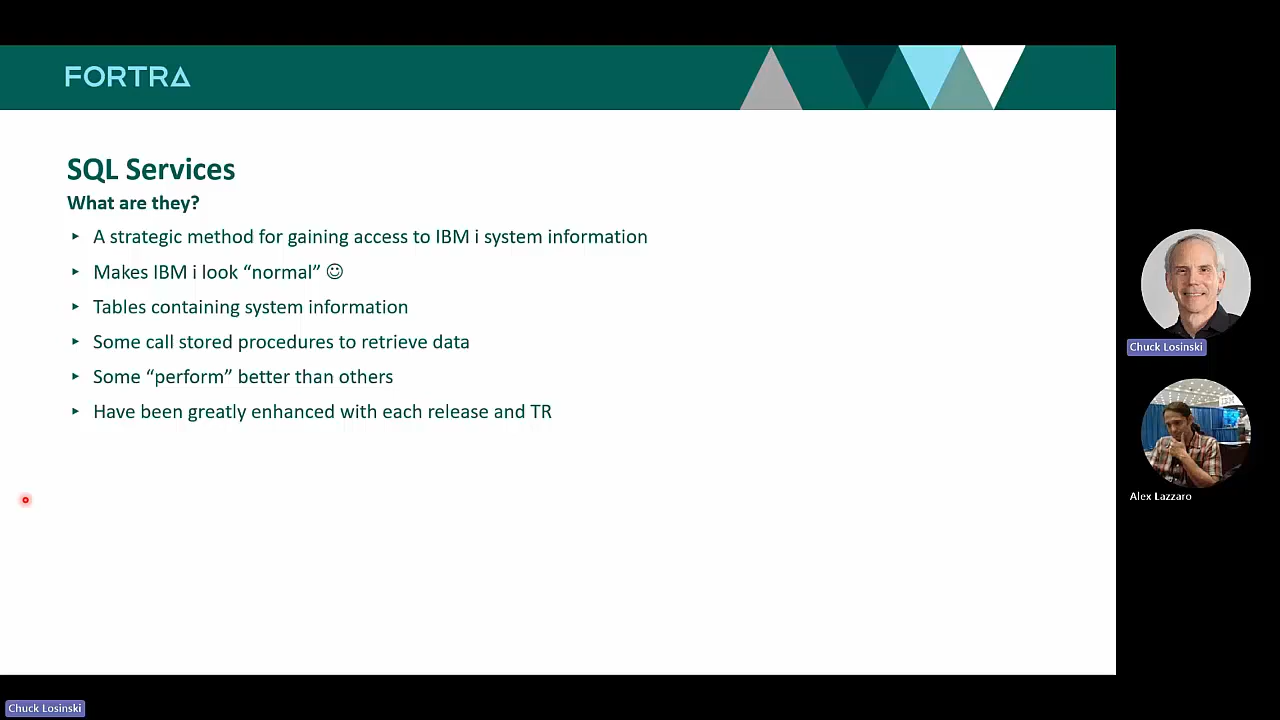 FORTRA
SQL Services
What are they?
‣ A strategic method for gaining access to IBM i system information
‣ Makes IBM i look “normal” ☺
‣ Tables containing system information
‣ Some call stored procedures to retrieve data
‣ Some “perform” better than others
‣ Have been greatly enhanced with each release and TR
Chuck Losinski
IBM
Alex Lazzaro
Chuck Losinski